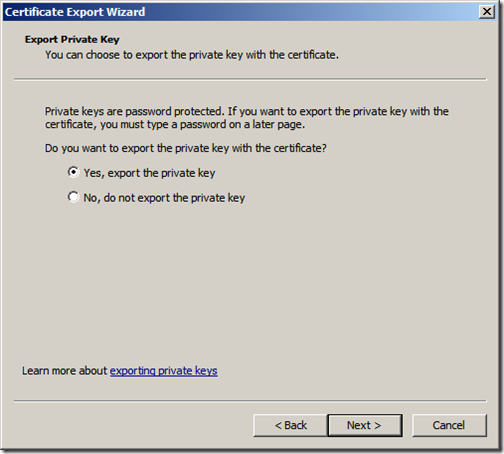 Certificate Export Wizard
Export Private Key
You can choose to export the private key with the certificate.
Private keys are password protected. If you want to export the private key with the
certificate, you must type a password on a later page.
Do you want to export the private key with the certificate?
Yes, export the private key
No, do not export the private key
Learn more about exporting private keys
< Back Next > Cancel